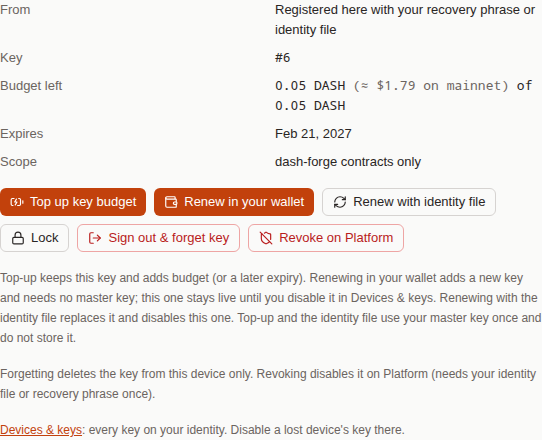 From Registered here with your recovery phrase or
identity file
Key #6
Budget left 0.05 DASH (≈ $1.79 on mainnet) of
0.05 DASH
Expires Feb 21, 2027
Scope dash-forge contracts only
Top up key budget Renew in your wallet Renew with identity file
Lock Sign out & forget key Revoke on Platform
Top-up keeps this key and adds budget (or a later expiry). Renewing in your wallet adds a new key
and needs no master key; this one stays live until you disable it in Devices & keys. Renewing with the
identity file replaces it and disables this one. Top-up and the identity file use your master key once and
do not store it.
Forgetting deletes the key from this device only. Revoking disables it on Platform (needs your identity
file or recovery phrase once).
Devices & keys: every key on your identity. Disable a lost device's key there.